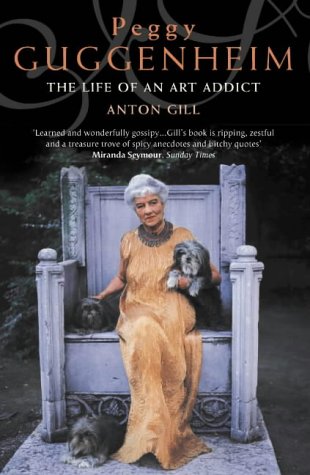 Peggy
GUGGENHEIM
THE LIFE OF AN ART ADDICT
ANTON GILL
'Learned and wonderfully gossipy...Gill's book is ripping, zestful
and a treasure trove of spicy anecdotes and bitchy quotes'
Miranda Seymour, Sunday Times